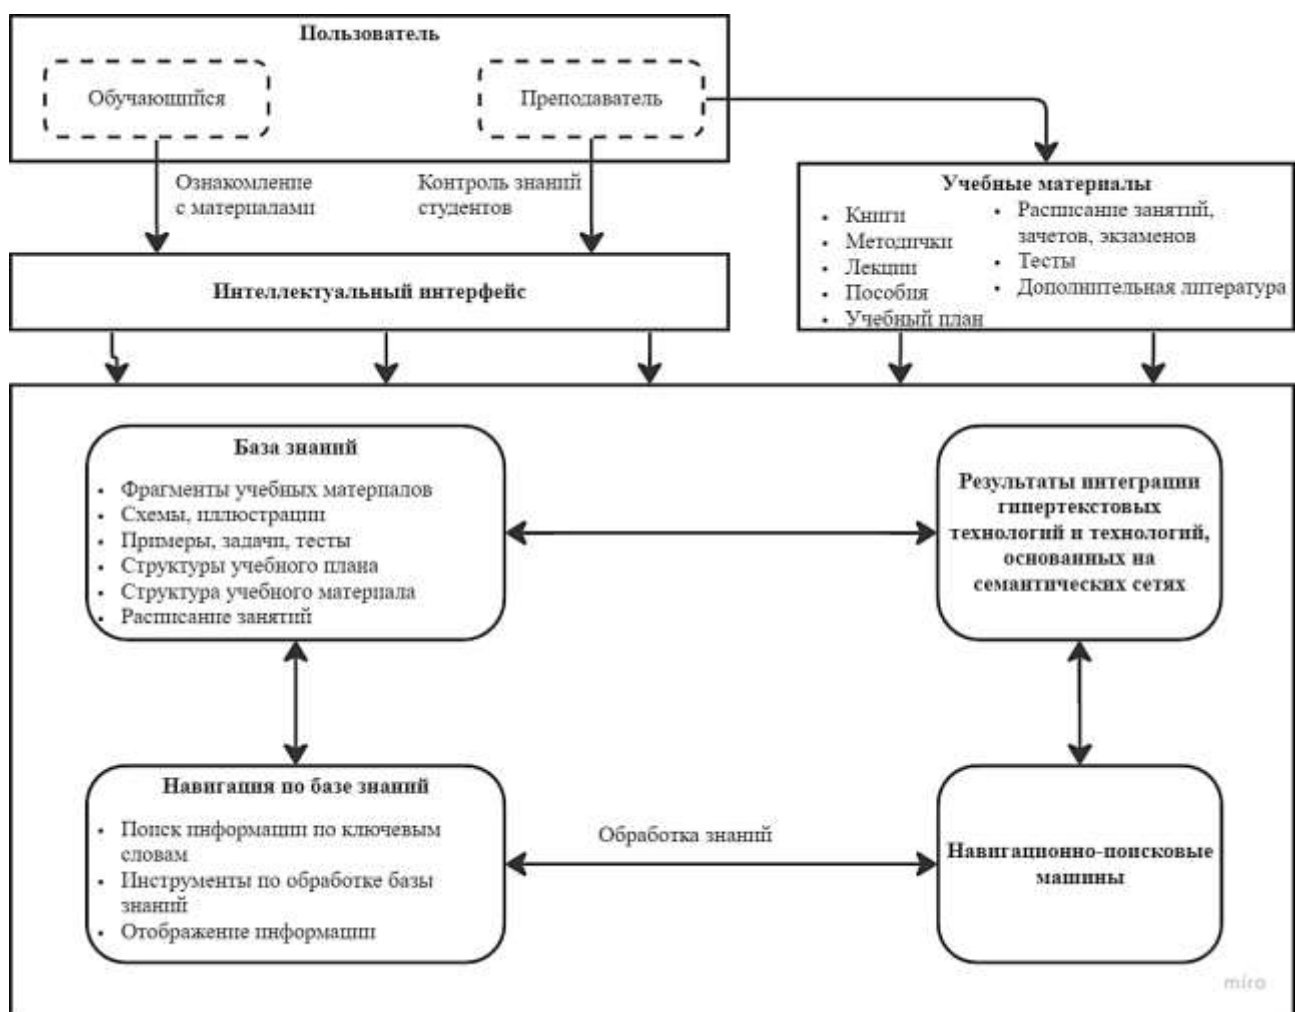 Пользователь
Обучающийся
Преподаватель
Ознакомление
с материалами
Контроль знаний
студентов
Учебные материалы
• Книги
• Методички
• Лекции
• Пособия
• Учебный план
• Расписание занятий,
зачетов, экзаменов
• Тесты
• Дополнительная литература
Интеллектуальный интерфейс
База знаний
• Фрагменты учебных материалов
• Схемы, иллюстрации
• Примеры, задачи, тесты
• Структуры учебного плана
• Структура учебного материала
• Расписание занятий
Результаты интеграции
гипертекстовых
технологий и технологий,
основанных на
семантических сетях
Навигация по базе знаний
• Поиск информации по ключевым
словам
• Инструменты по обработке базы
знаний
• Отображение информации
Обработка знаний
Навигационно-поисковые
машины
miro